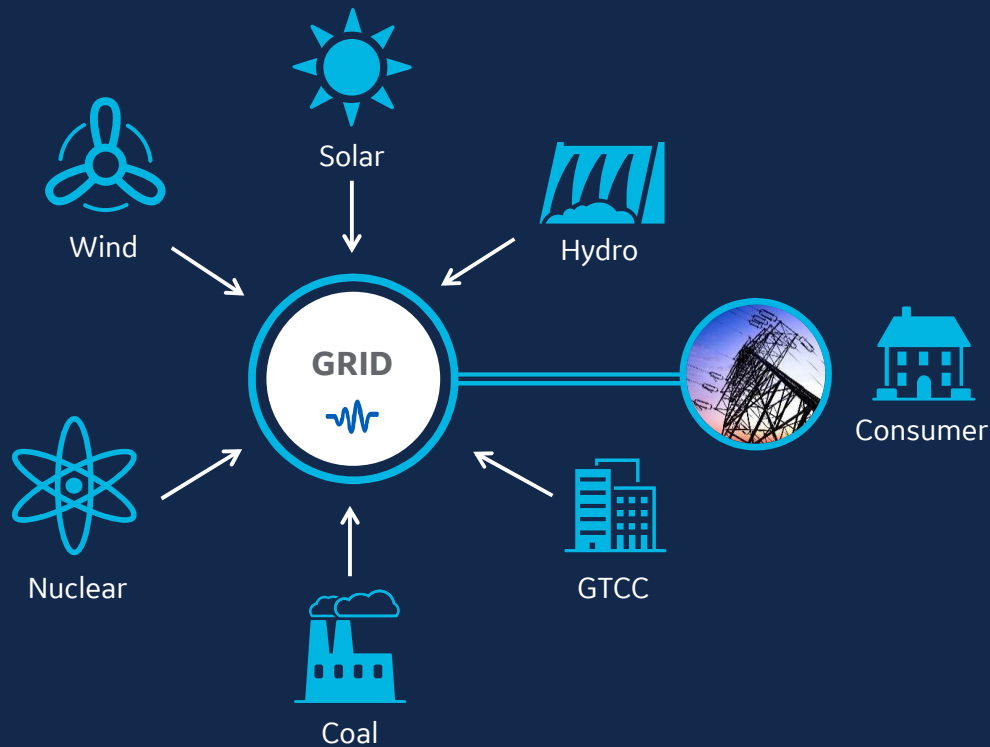 Solar
Wind
Hydro
GRID
Consumer
Nuclear
GTCC
Coal